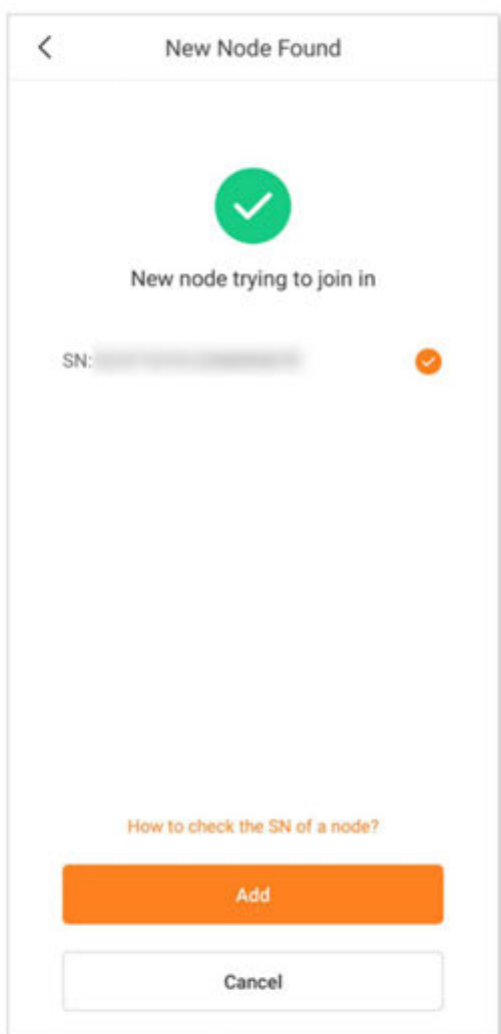 New Node Found
New node trying to join in
SN:
How to check the SN of a node?
Add
Cancel